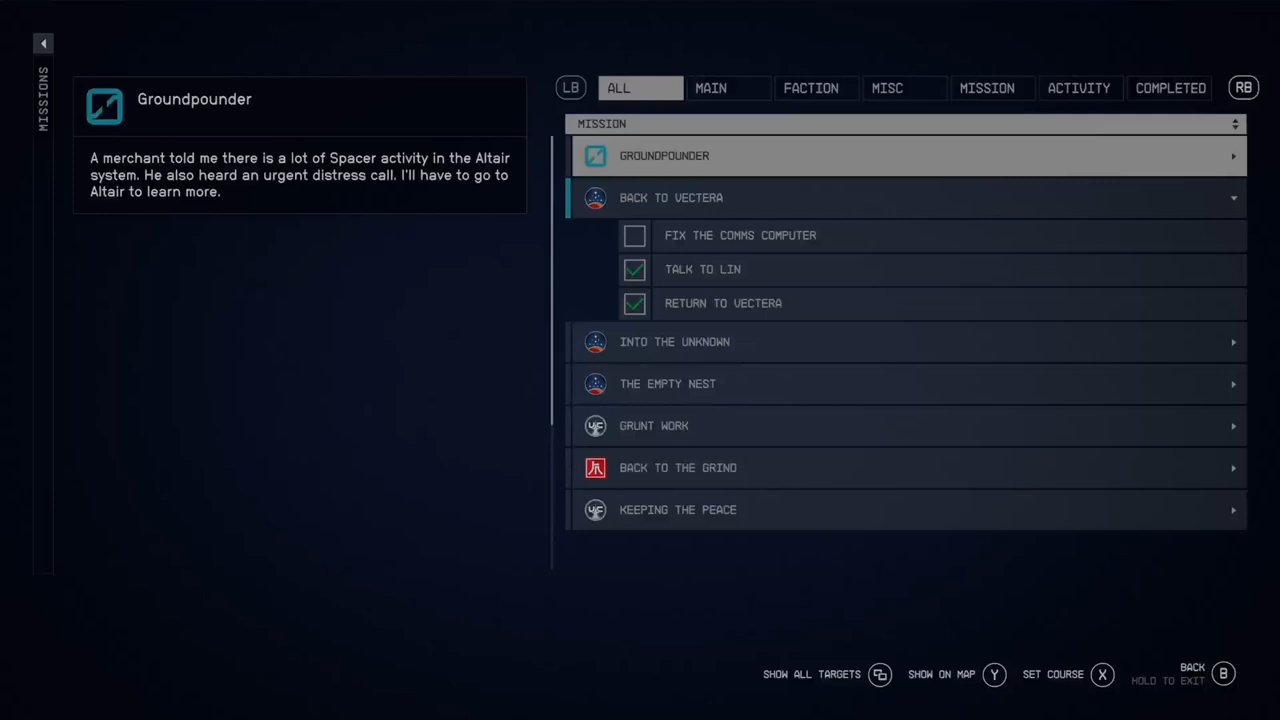 MISSIONS
Groundpounder
A merchant told me there is a lot of Spacer activity in the Altair
system. He also heard an urgent distress call. I'll have to go to
Altair to learn more.
LB ALL MAIN FACTION MISC MISSION ACTIVITY COMPLETED RB
MISSION
GROUNDPOUNDER
BACK TO VECTERA
FIX THE COMMS COMPUTER
TALK TO LIN
RETURN TO VECTERA
INTO THE UNKNOWN
THE EMPTY NEST
UC GRUNT WORK
BACK TO THE GRIND
UC KEEPING THE PEACE
SHOW ALL TARGETS SHOW ON MAP Y SET COURSE X BACK B
HOLD TO EXIT